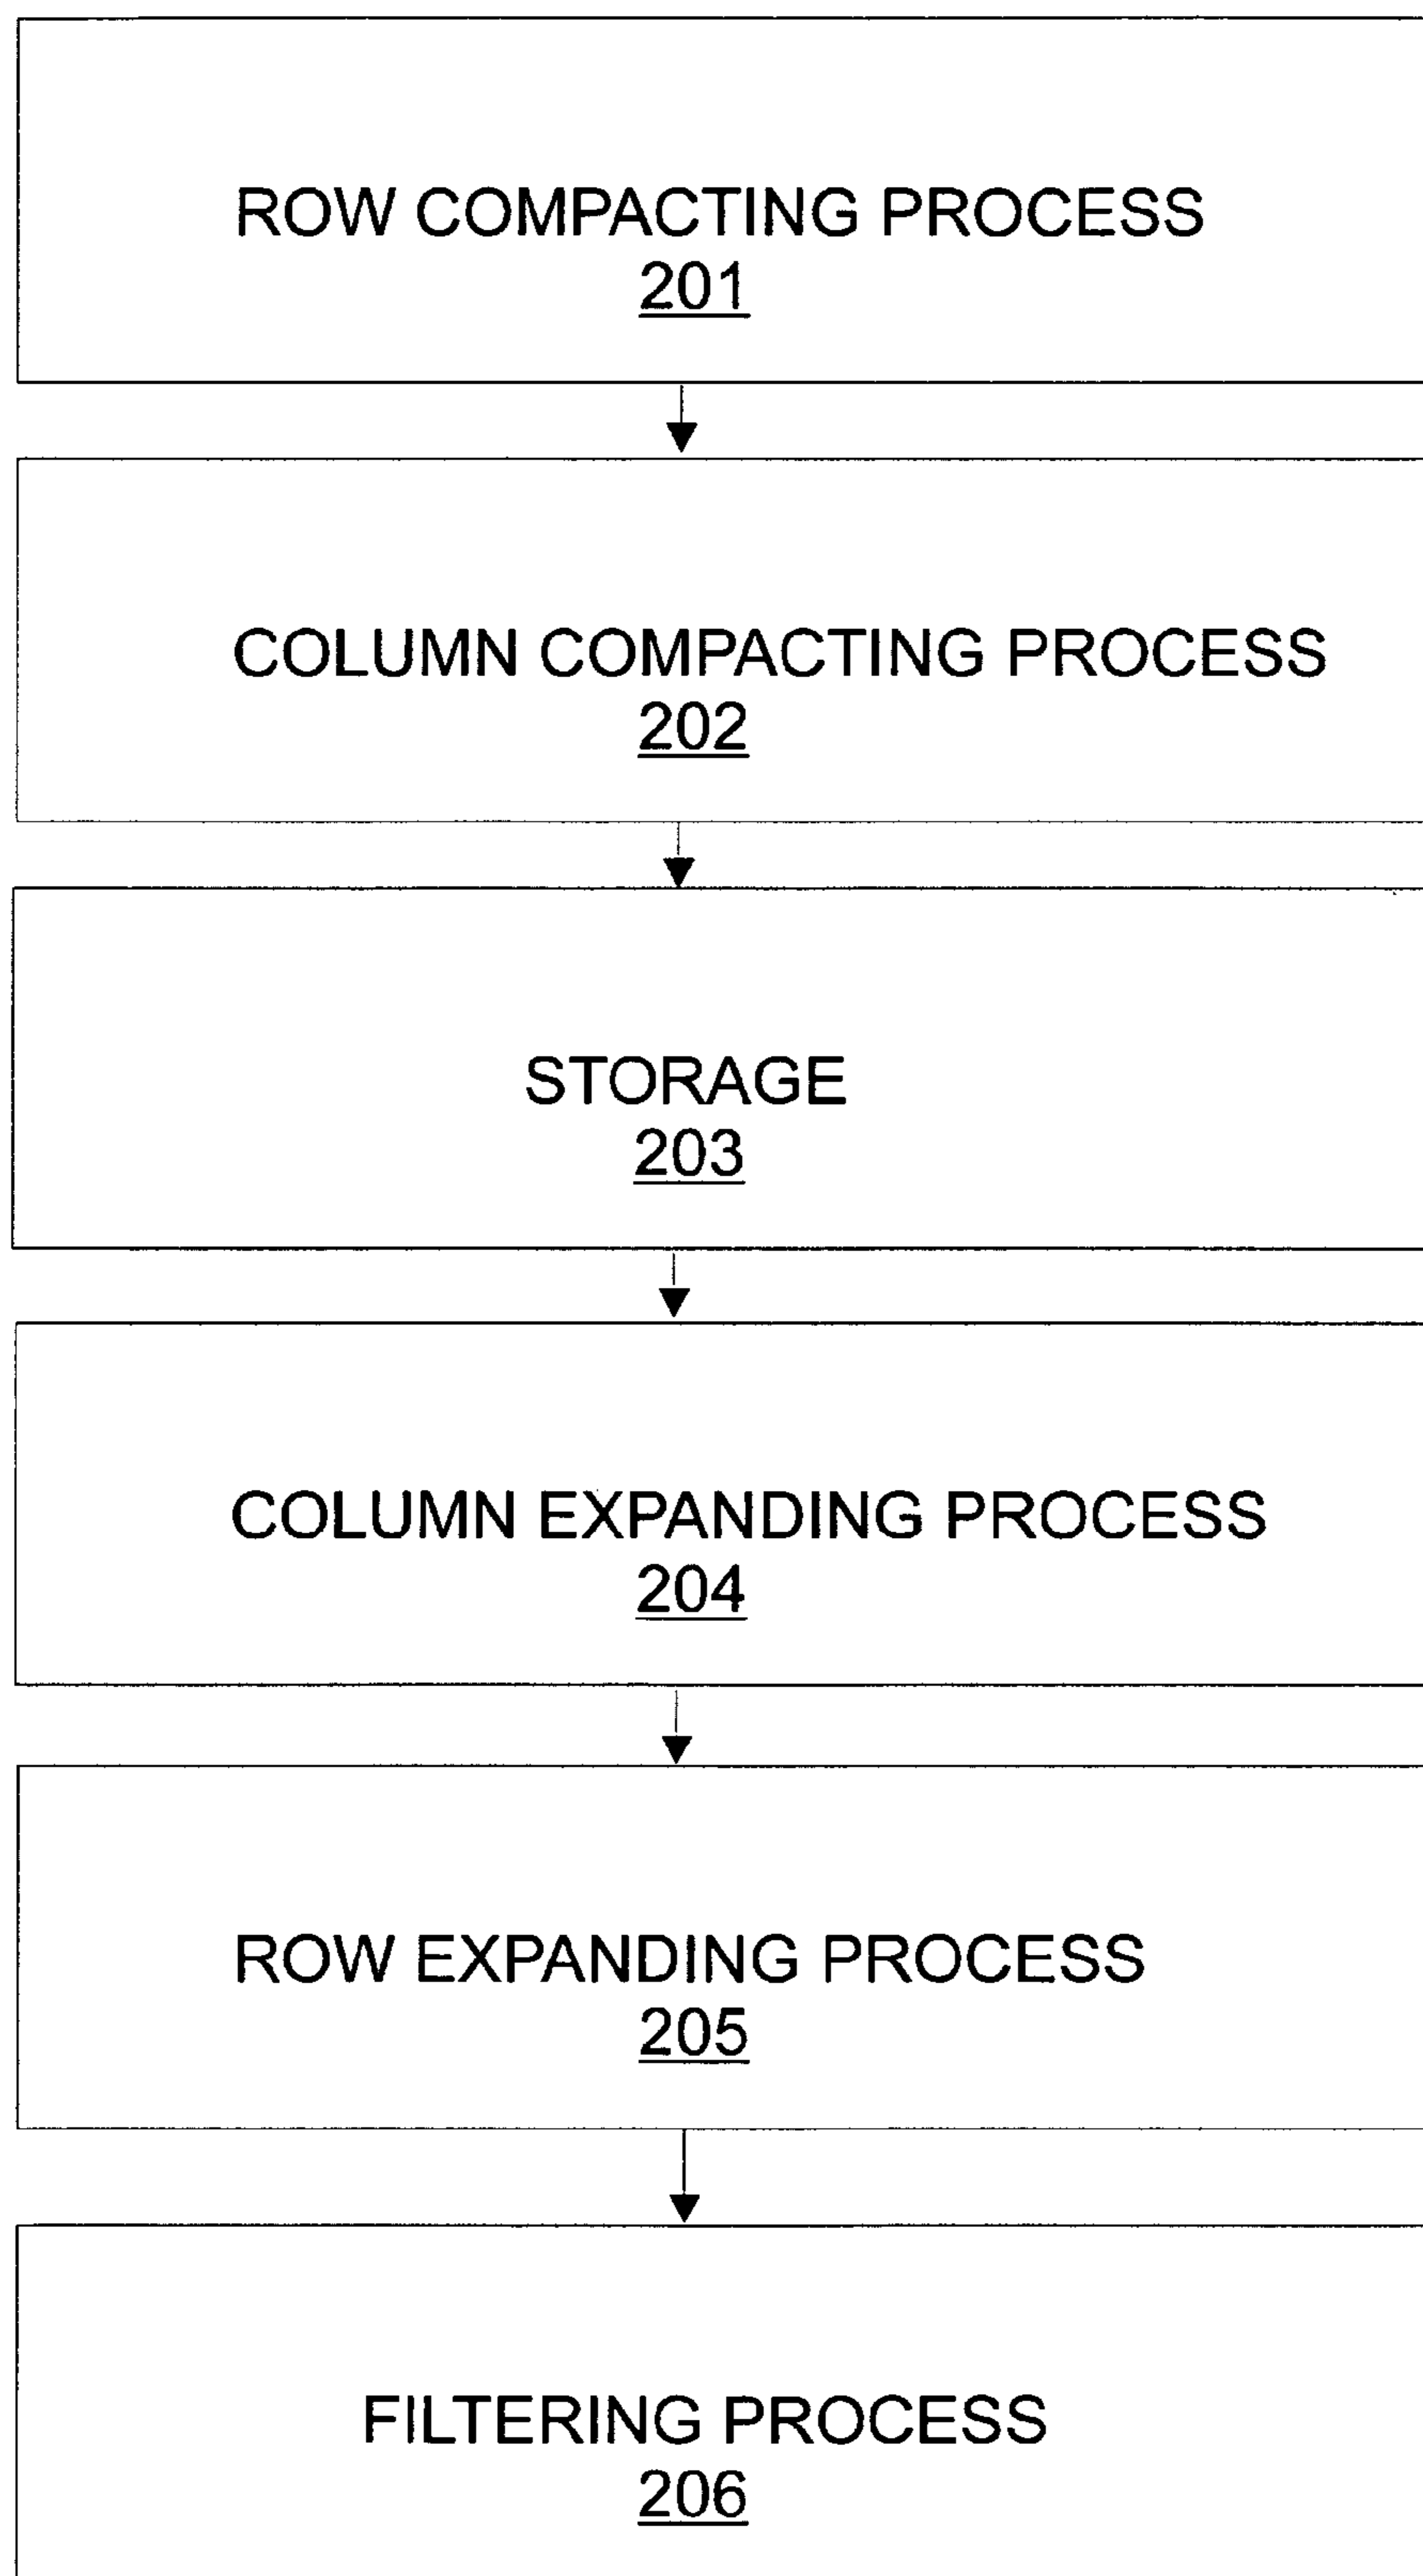 ROW COMPACTING PROCESS
201
COLUMN COMPACTING PROCESS
202
STORAGE
203
COLUMN EXPANDING PROCESS
204
ROW EXPANDING PROCESS
205
FILTERING PROCESS
206